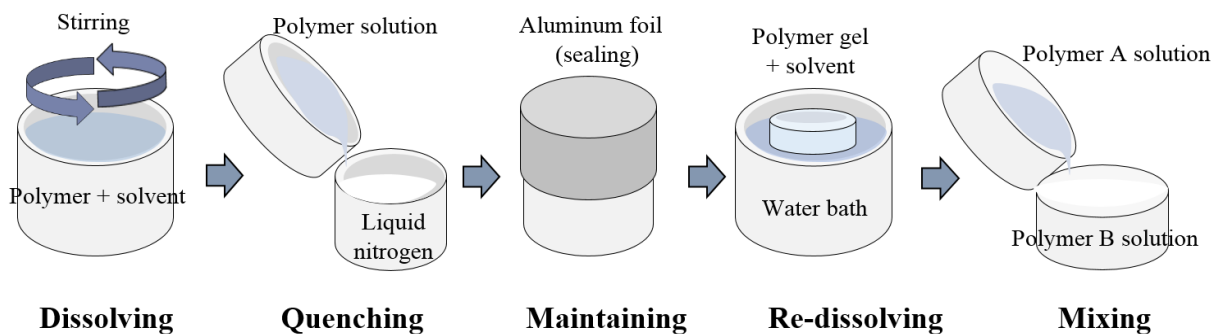 Stirring
Polymer + solvent
Polymer solution
Liquid
nitrogen
Aluminum foil
(sealing)
Polymer gel
+ solvent
Water bath
Polymer A solution
Polymer B solution
Dissolving
Quenching
Maintaining
Re-dissolving
Mixing